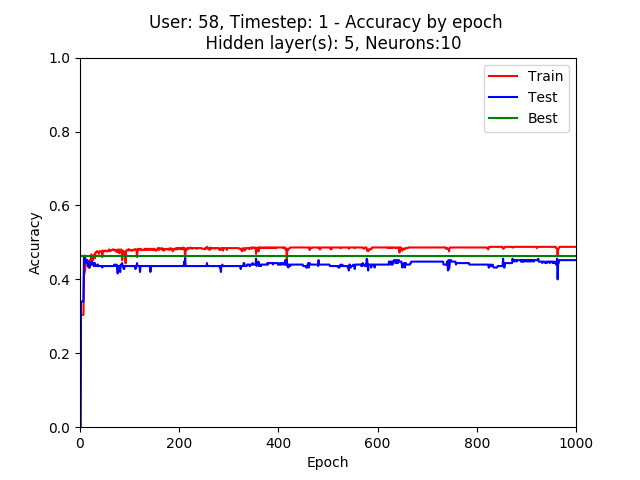 User: 58, Timestep: 1 - Accuracy by epoch
Hidden layer(s): 5, Neurons:10
1.0
0.8
0.6
0.4
0.2
0.0
Accuracy
Train
Test
Best
0 200 400 600 800 1000
Epoch